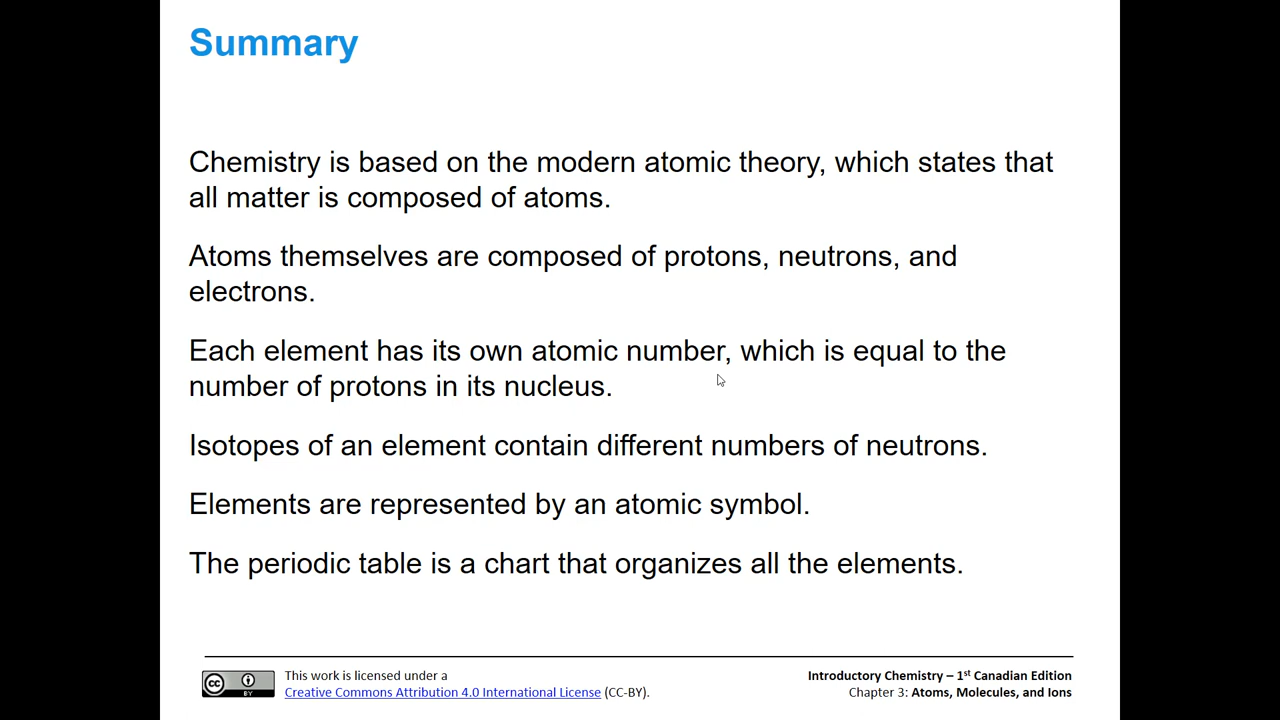 Summary
Chemistry is based on the modern atomic theory, which states that
all matter is composed of atoms.
Atoms themselves are composed of protons, neutrons, and
electrons.
Each element has its own atomic number, which is equal to the
number of protons in its nucleus.
Isotopes of an element contain different numbers of neutrons.
Elements are represented by an atomic symbol.
The periodic table is a chart that organizes all the elements.
cc BY
This work is licensed under a
Creative Commons Attribution 4.0 International License (CC-BY).
Introductory Chemistry – 1st Canadian Edition
Chapter 3: Atoms, Molecules, and Ions